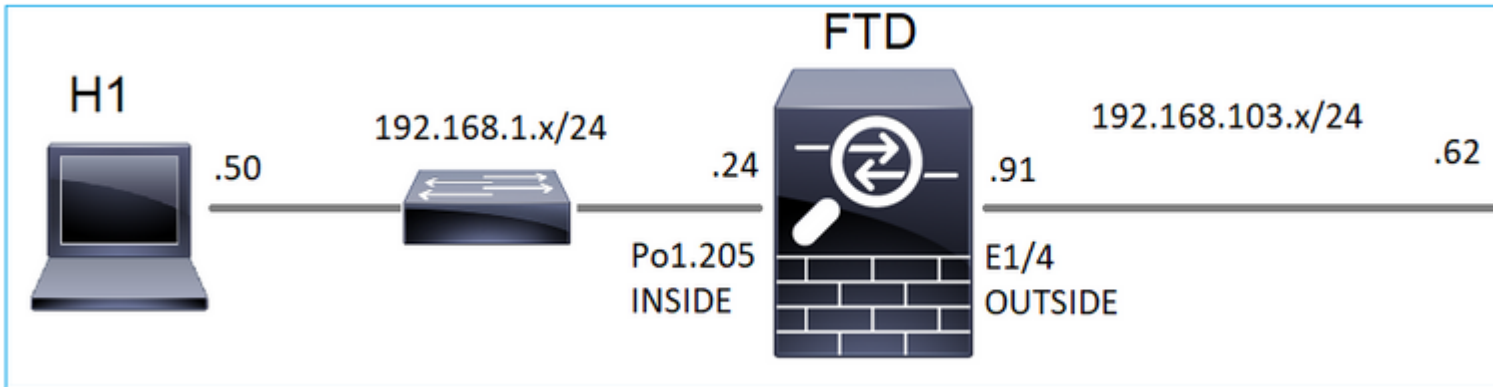 FTD
H1
192.168.1.x/24
192.168.103.x/24
.50
.24
.91
.62
Po1.205
INSIDE
E1/4
OUTSIDE